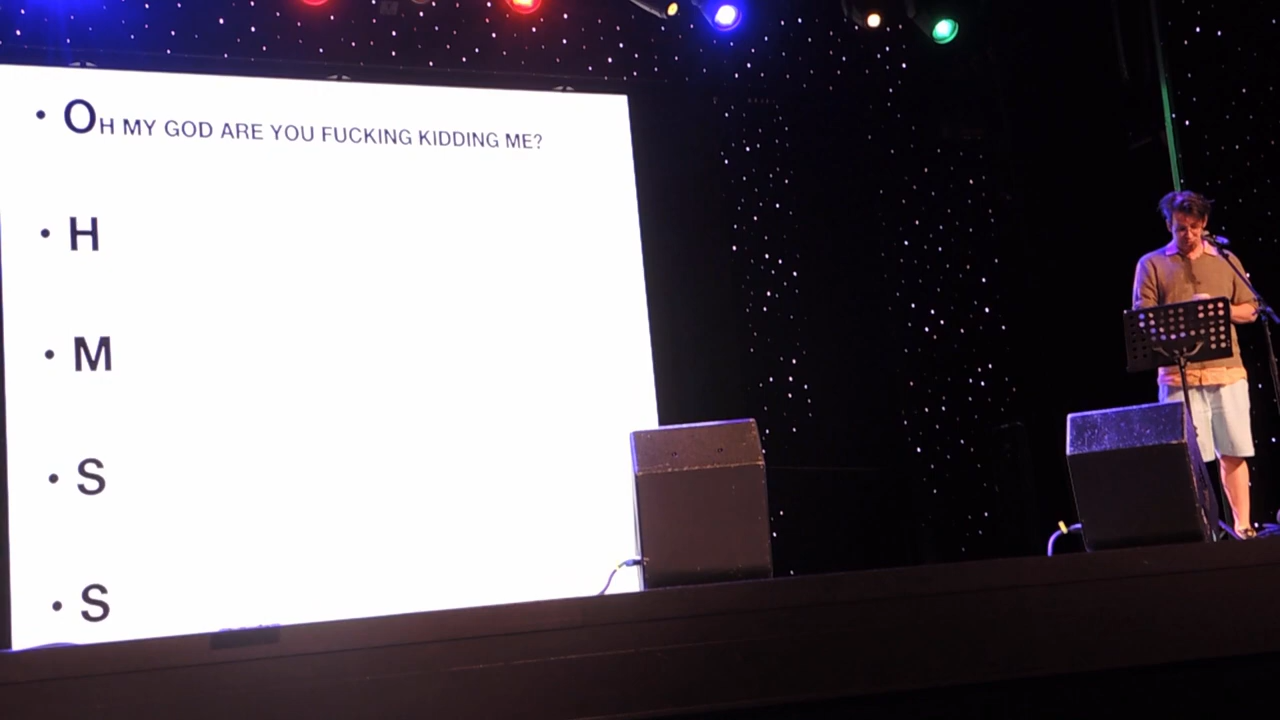 • OH MY GOD ARE YOU FUCKING KIDDING ME?
• H
• M
• S
• S